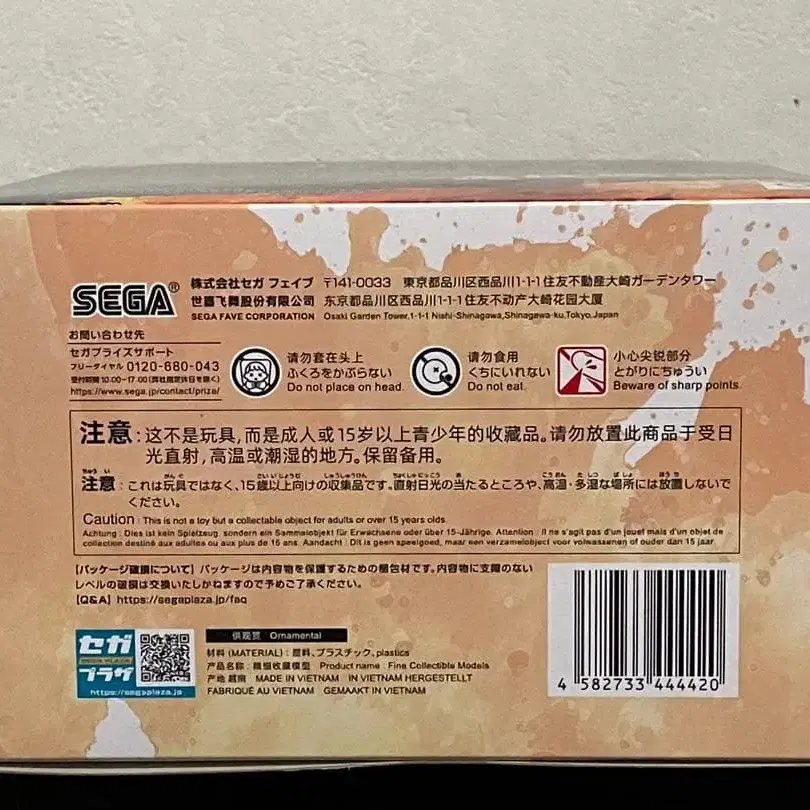 SEGA®
株式会社セガ フェイブ 〒141-0033 東京都品川区西品川1-1-1住友不動産大崎ガーデンタワー
世嘉飞舞股份有限公司 东京都品川区西品川1-1-1住友不动产大崎花园大厦
SEGA FAVE CORPORATION Osaki Garden Tower,1-1-1 Nishi-Shinagawa,Shinagawa-ku,Tokyo,Japan
お問い合わせ先
セガプライズサポート
フリーダイヤル 0120-680-043
受付時間 10:00~17:00(弊社指定休日を除く)
https://www.sega.jp/contact/prize/
请勿套在头上
ふくろをかぶらない
Do not place on head.
请勿食用
くちにいれない
Do not eat.
小心尖锐部分
とがりにちゅうい
Beware of sharp points.
注意:这不是玩具,而是成人或15岁以上青少年的收藏品。请勿放置此商品于受日
光直射,高温或潮湿的地方。保留备用。
注意:これは玩具ではなく、15歳以上向けの収集品です。直射日光の当たるところや、高温・多湿な場所には放置しないで
ください。
Caution : This is not a toy but a collectable object for adults or over 15 years olds.
Achtung : Dies ist kein Spielzeug, sondern ein Sammelobjekt für Erwachsene oder über 15-Jährige. Attention : Il ne s'agit pas d'un jouet mais d'un objet de
collection destiné aux adultes ou aux plus de 15 ans. Aandacht : Dit is geen speelgoed, maar een verzamelobject voor volwassenen of ouder dan 15 jaar.
【パッケージ破損について】パッケージは内容物を保護するための梱包材です。内容物に支障のない
レベルの破損は交換いたしかねますので予めご了承ください。
【Q&A】https://segaplaza.jp/faq
セガ
SEGA PLAZA
プラザ
https://segaplaza.jp
供观赏 Ornamental
材料 (MATERIAL) : 塑料、プラスチック, plastics
产品名称 : 精细收藏模型 Product name : Fine Collectible Models
产地 越南 MADE IN VIETNAM IN VIETNAM HERGESTELLT
FABRIQUÉ AU VIETNAM GEMAAKT IN VIETNAM
4 582733 444420